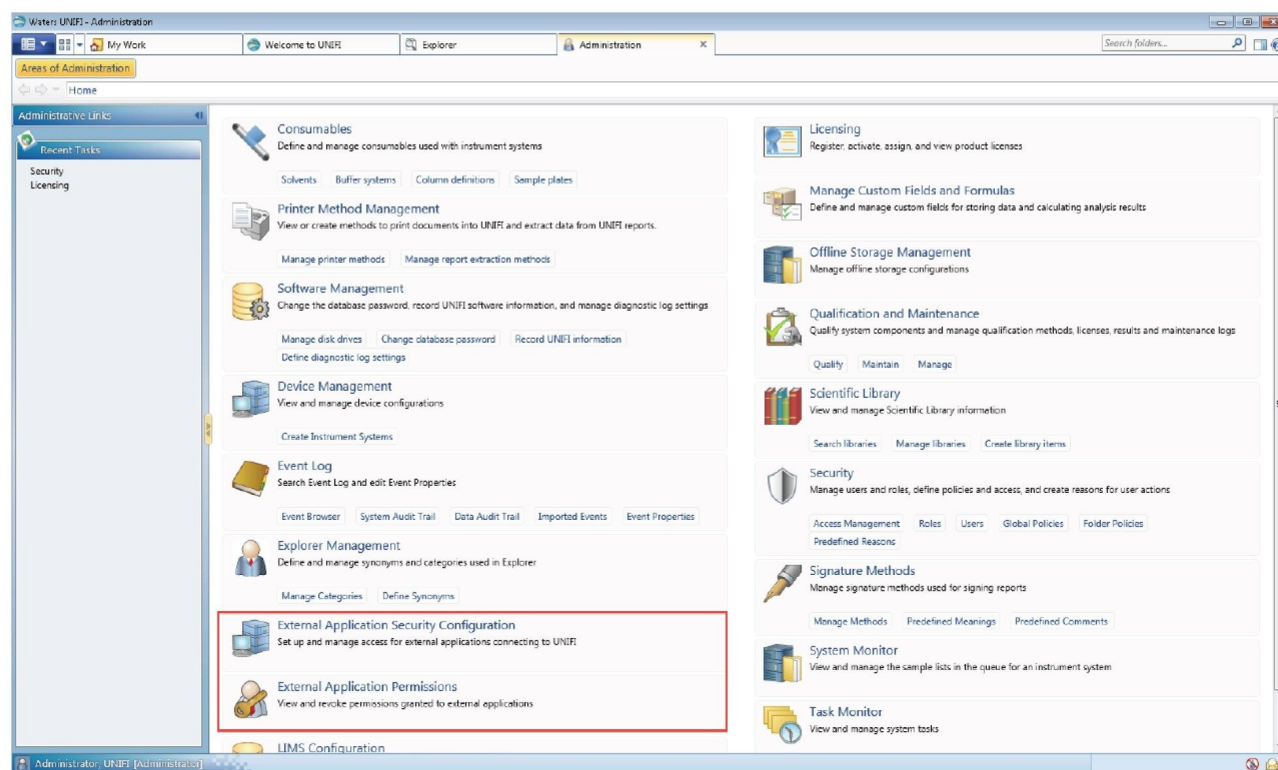 Waters UNIFI - Administration
My Work
Welcome to UNIFI
Explorer
Administration
Search folders...
Areas of Administration
Home
Administrative Links
Recent Tasks
Security
Licensing
Consumables
Define and manage consumables used with instrument systems
Solvents Buffer systems Column definitions Sample plates
Printer Method Management
View or create methods to print documents into UNIFI and extract data from UNIFI reports.
Manage printer methods Manage report extraction methods
Software Management
Change the database password, record UNIFI software information, and manage diagnostic log settings
Manage disk drives Change database password Record UNIFI information
Define diagnostic log settings
Device Management
View and manage device configurations
Create Instrument Systems
Event Log
Search Event Log and edit Event Properties
Event Browser System Audit Trail Data Audit Trail Imported Events Event Properties
Explorer Management
Define and manage synonyms and categories used in Explorer
Manage Categories Define Synonyms
External Application Security Configuration
Set up and manage access for external applications connecting to UNIFI
External Application Permissions
View and revoke permissions granted to external applications
LIMS Configuration
Licensing
Register, activate, assign, and view product licenses
Manage Custom Fields and Formulas
Define and manage custom fields for storing data and calculating analysis results
Offline Storage Management
Manage offline storage configurations
Qualification and Maintenance
Qualify system components and manage qualification methods, licenses, results and maintenance logs
Qualify Maintain Manage
Scientific Library
View and manage Scientific Library information
Search libraries Manage libraries Create library items
Security
Manage users and roles, define policies and access, and create reasons for user actions
Access Management Roles Users Global Policies Folder Policies
Predefined Reasons
Signature Methods
Manage signature methods used for signing reports
Manage Methods Predefined Meanings Predefined Comments
System Monitor
View and manage the sample lists in the queue for an instrument system
Task Monitor
View and manage system tasks
Administrator, UNIFI [Administrator]